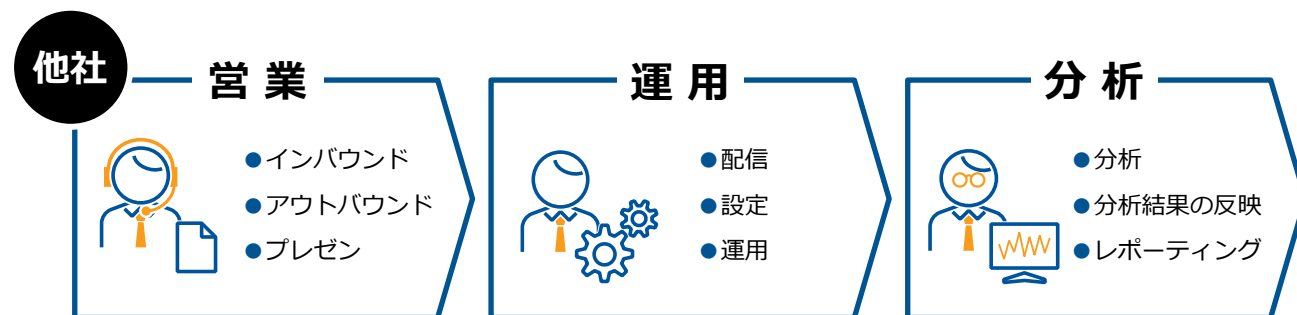 他社
営業
●インバウンド
●アウトバウンド
●プレゼン
運用
●配信
●設定
●運用
分析
●分析
●分析結果の反映
●レポーティング